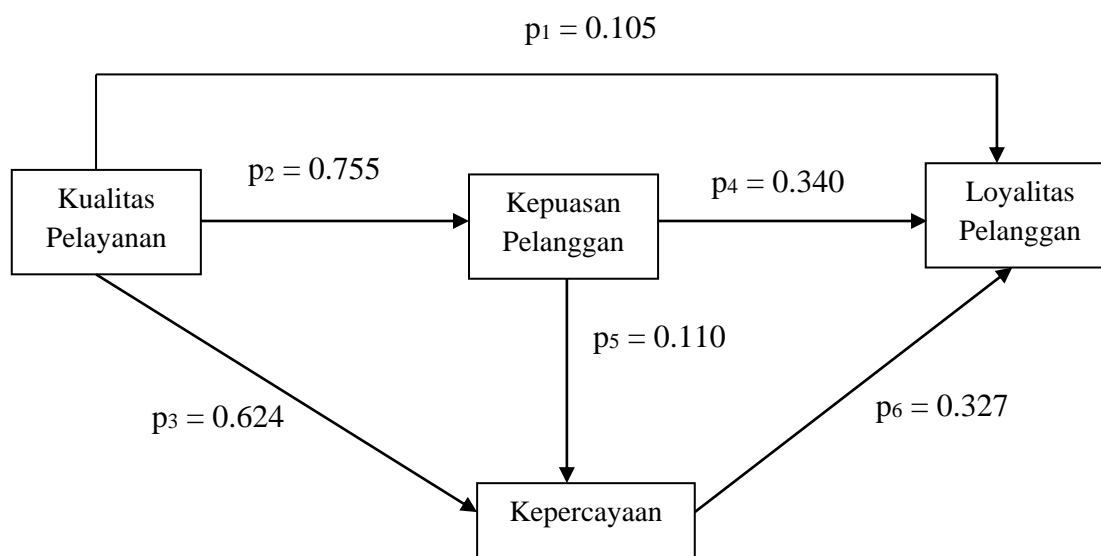 p1 = 0.105
p2 = 0.755
p4 = 0.340
Kualitas
Pelayanan
Kepuasan
Pelanggan
Loyalitas
Pelanggan
p5 = 0.110
p3 = 0.624
p6 = 0.327
Kepercayaan